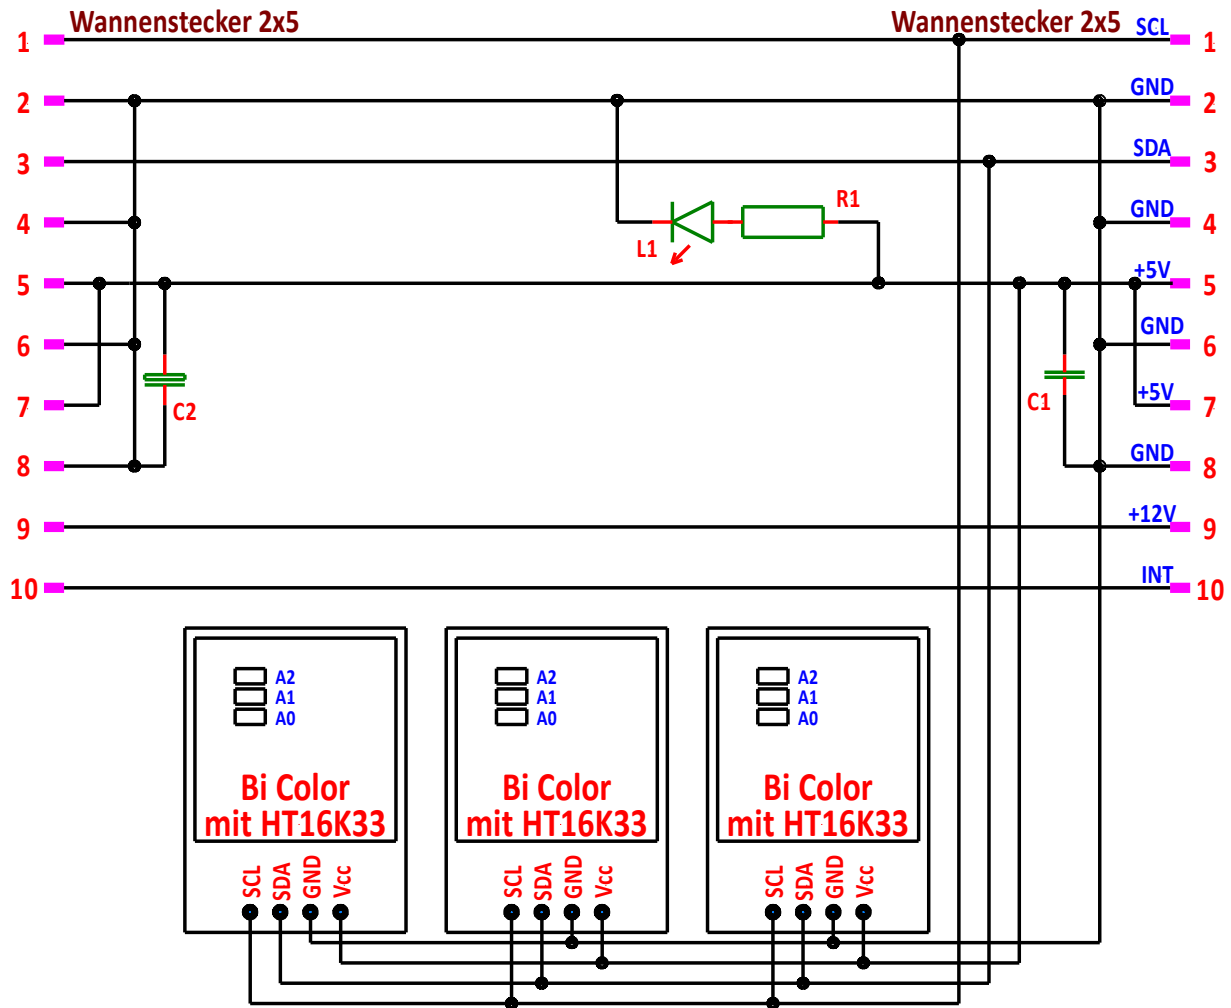 Wannenstecker 2x5
Wannenstecker 2x5
1
SCL
1
2
GND
2
3
SDA
3
4
R1
GND
4
L1
5
+5V
5
6
GND
6
7
C2
C1
+5V
7
8
GND
8
9
+12V
9
10
INT
10
A2
A1
A0
Bi Color
mit HT16K33
SCL
SDA
GND
Vcc
A2
A1
A0
Bi Color
mit HT16K33
SCL
SDA
GND
Vcc
A2
A1
A0
Bi Color
mit HT16K33
SCL
SDA
GND
Vcc